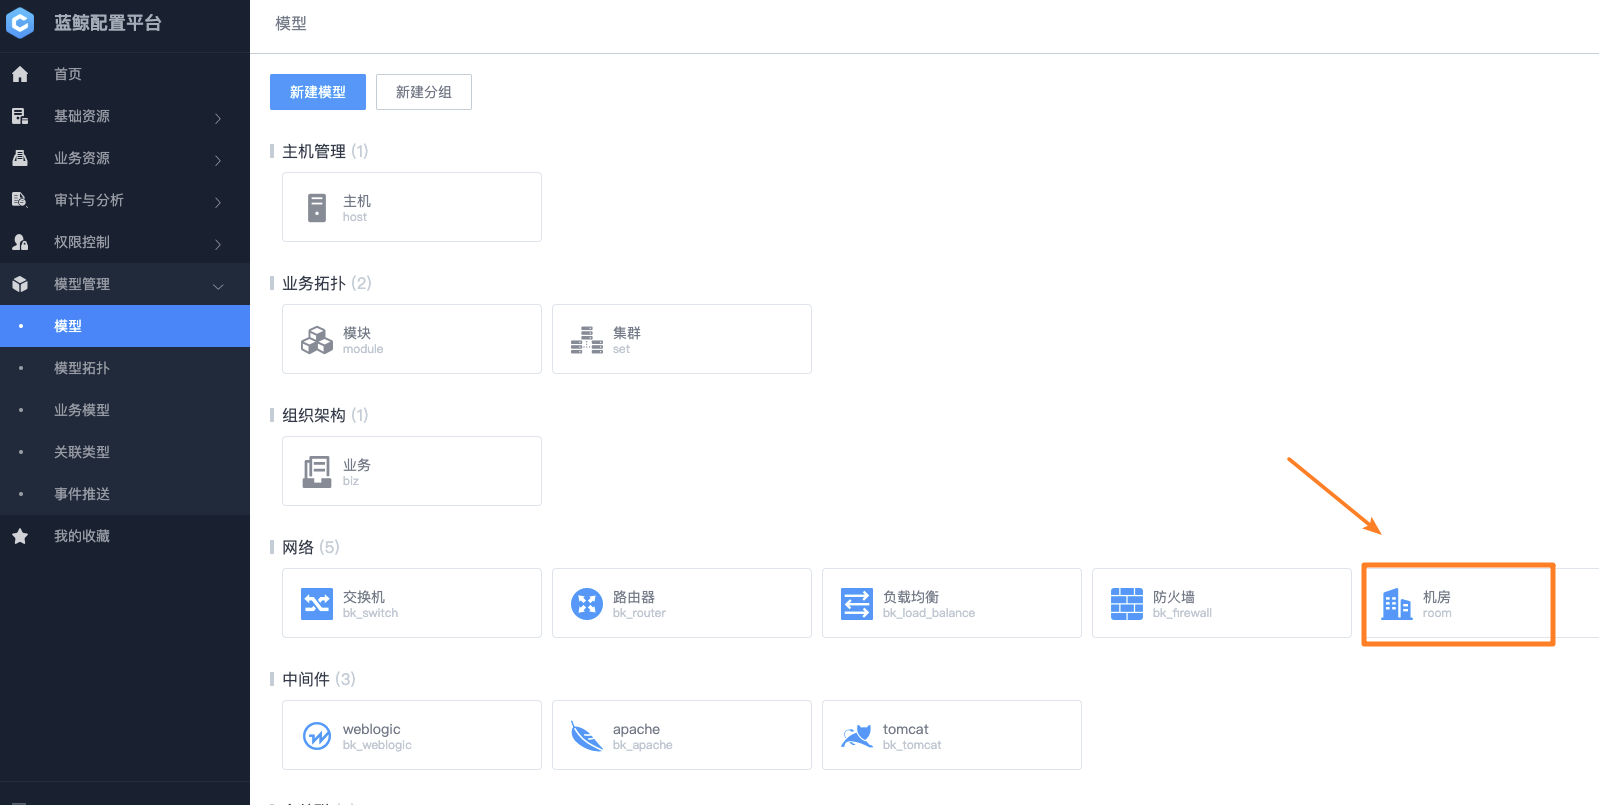 蓝鲸配置平台
首页
基础资源
业务资源
审计与分析
权限控制
模型管理
模型
模型拓扑
业务模型
关联类型
事件推送
我的收藏
模型
新建模型
新建分组
主机管理 (1)
主机
host
业务拓扑 (2)
模块
module
集群
set
组织架构 (1)
业务
biz
网络 (5)
交换机
bk_switch
路由器
bk_router
负载均衡
bk_load_balance
防火墙
bk_firewall
机房
room
中间件 (3)
weblogic
bk_weblogic
apache
bk_apache
tomcat
bk_tomcat